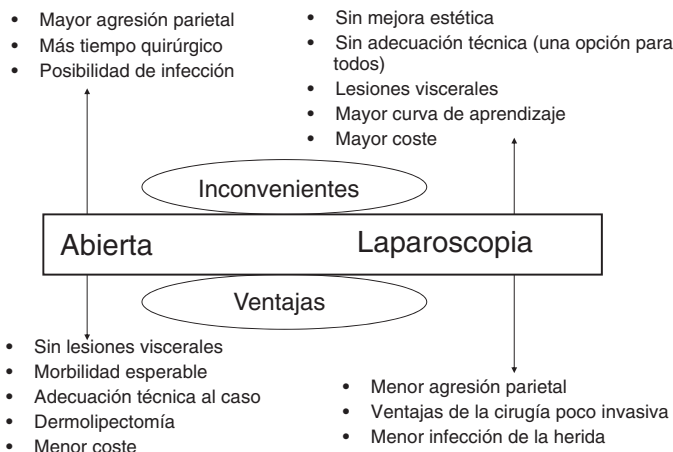 • Mayor agresión parietal
• Más tiempo quirúrgico
• Posibilidad de infección
• Sin mejora estética
• Sin adecuación técnica (una opción para
todos)
• Lesiones viscerales
• Mayor curva de aprendizaje
• Mayor coste
Inconvenientes
Abierta
Laparoscopia
Ventajas
• Sin lesiones viscerales
• Morbilidad esperable
• Adecuación técnica al caso
• Dermolipectomía
• Menor coste
• Menor agresión parietal
• Ventajas de la cirugía poco invasiva
• Menor infección de la herida